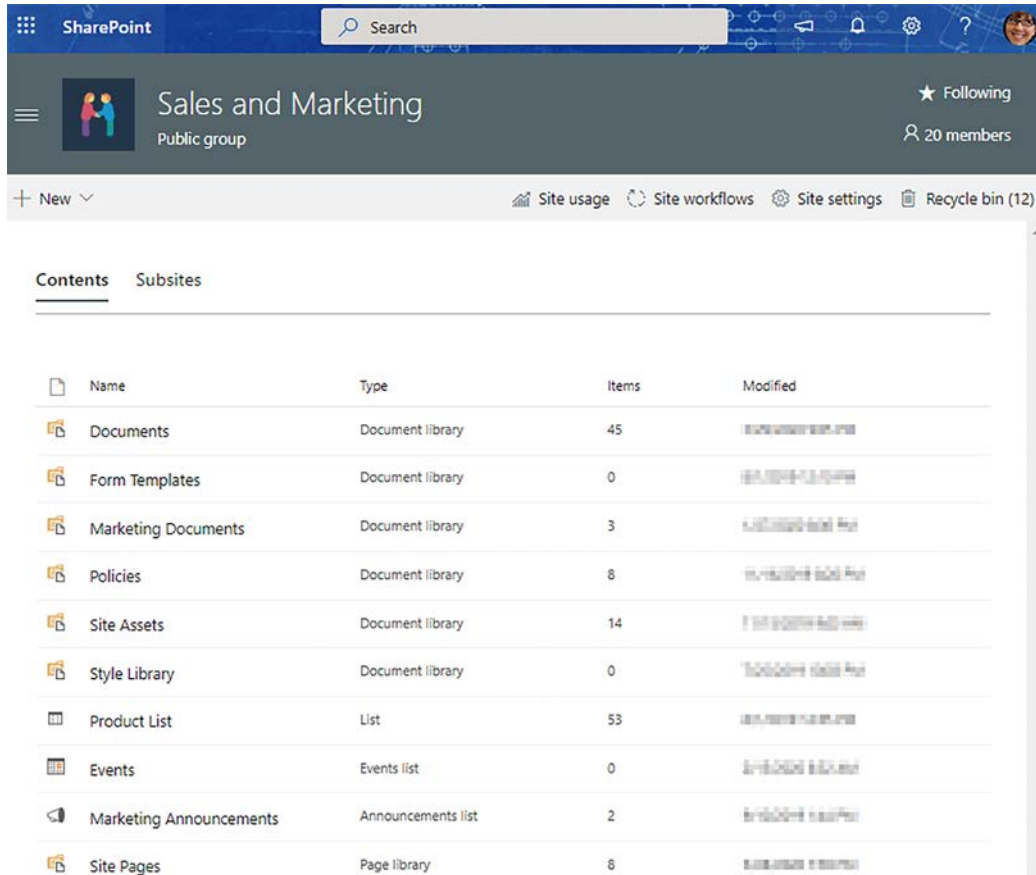 SharePoint Search ?
Sales and Marketing
Public group
Following
20 members
New Site usage Site workflows Site settings Recycle bin (12)
Contents Subsites
Name Type Items Modified
Documents Document library 45
Form Templates Document library 0
Marketing Documents Document library 3
Policies Document library 8
Site Assets Document library 14
Style Library Document library 0
Product List List 53
Events Events list 0
Marketing Announcements Announcements list 2
Site Pages Page library 8